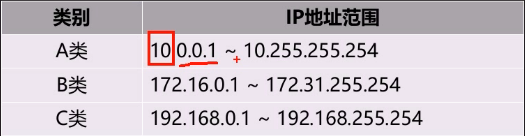 类别 IP地址范围
A类 10.0.0.1 ~ 10.255.255.254
B类 172.16.0.1 ~ 172.31.255.254
C类 192.168.0.1 ~ 192.168.255.254